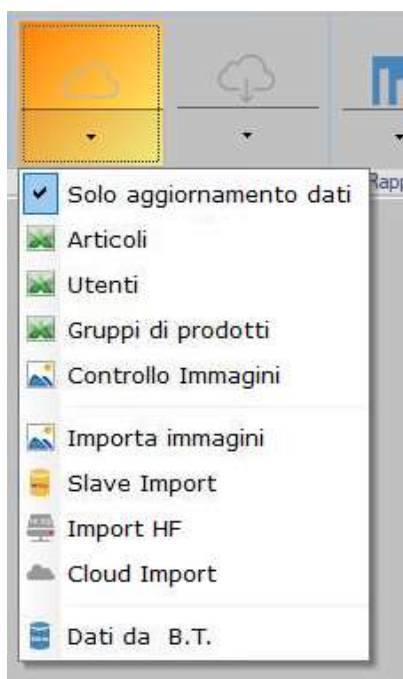 Rapp
Solo aggiornamento dati
Articoli
Utenti
Gruppi di prodotti
Controllo Immagini
Importa immagini
Slave Import
Import HF
Cloud Import
Dati da B.T.